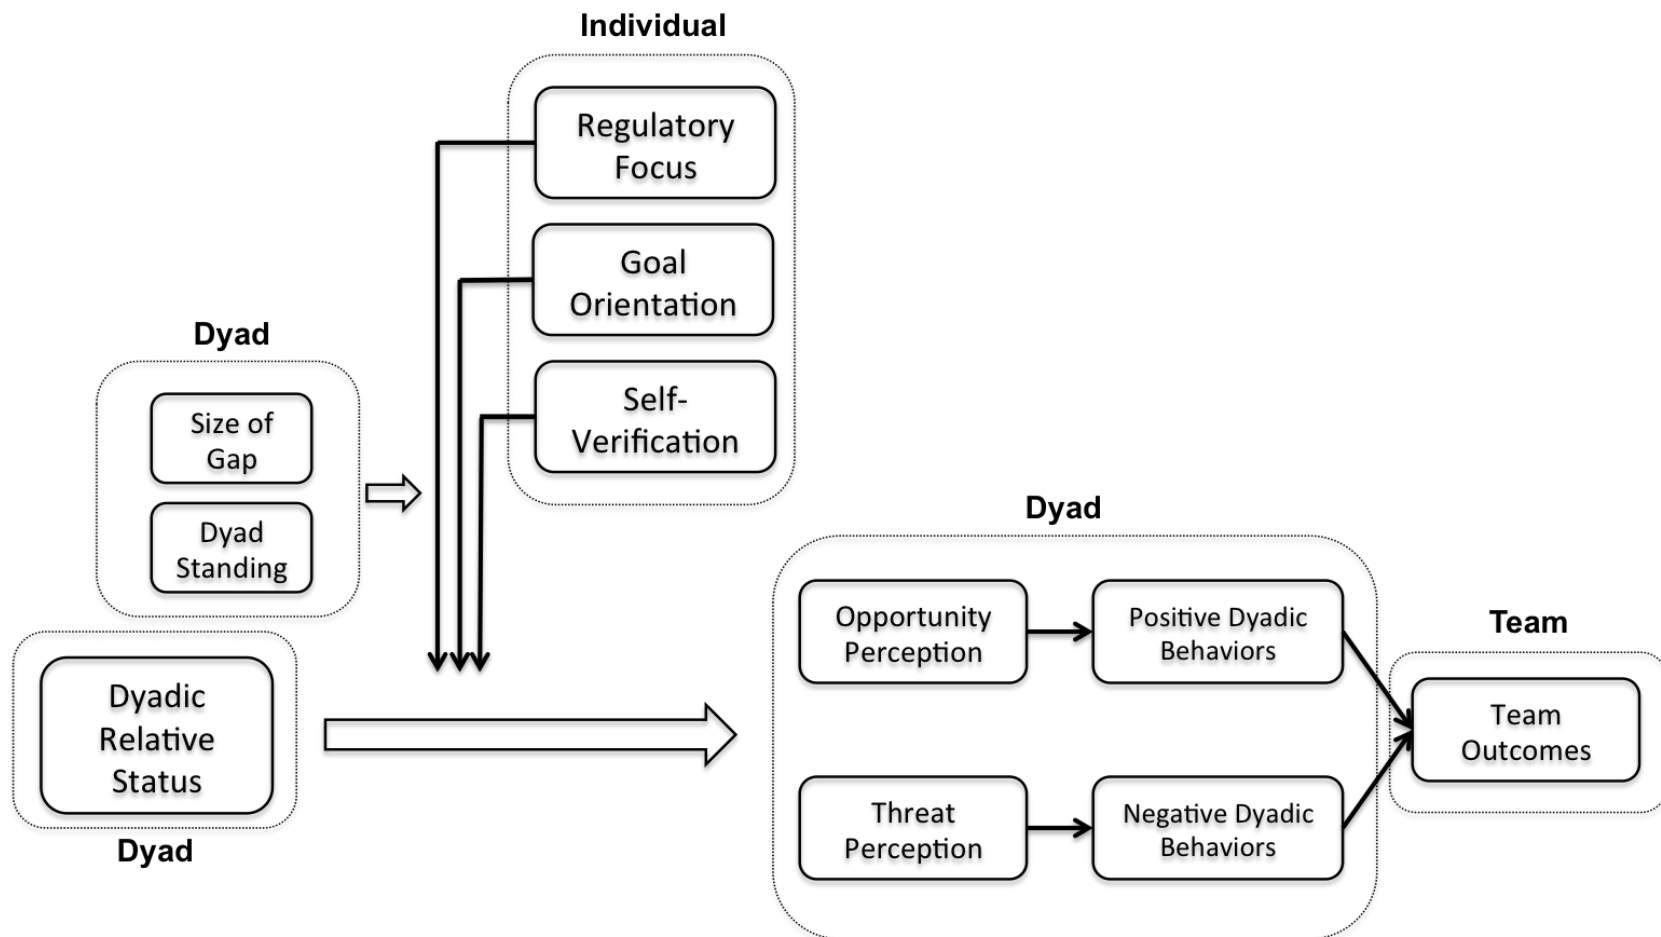 Individual
Regulatory
Focus
Goal
Orientation
Self-
Verification
Dyad
Size of
Gap
Dyad
Standing
Dyadic
Relative
Status
Dyad
Dyad
Opportunity
Perception
Positive Dyadic
Behaviors
Threat
Perception
Negative Dyadic
Behaviors
Team
Team
Outcomes